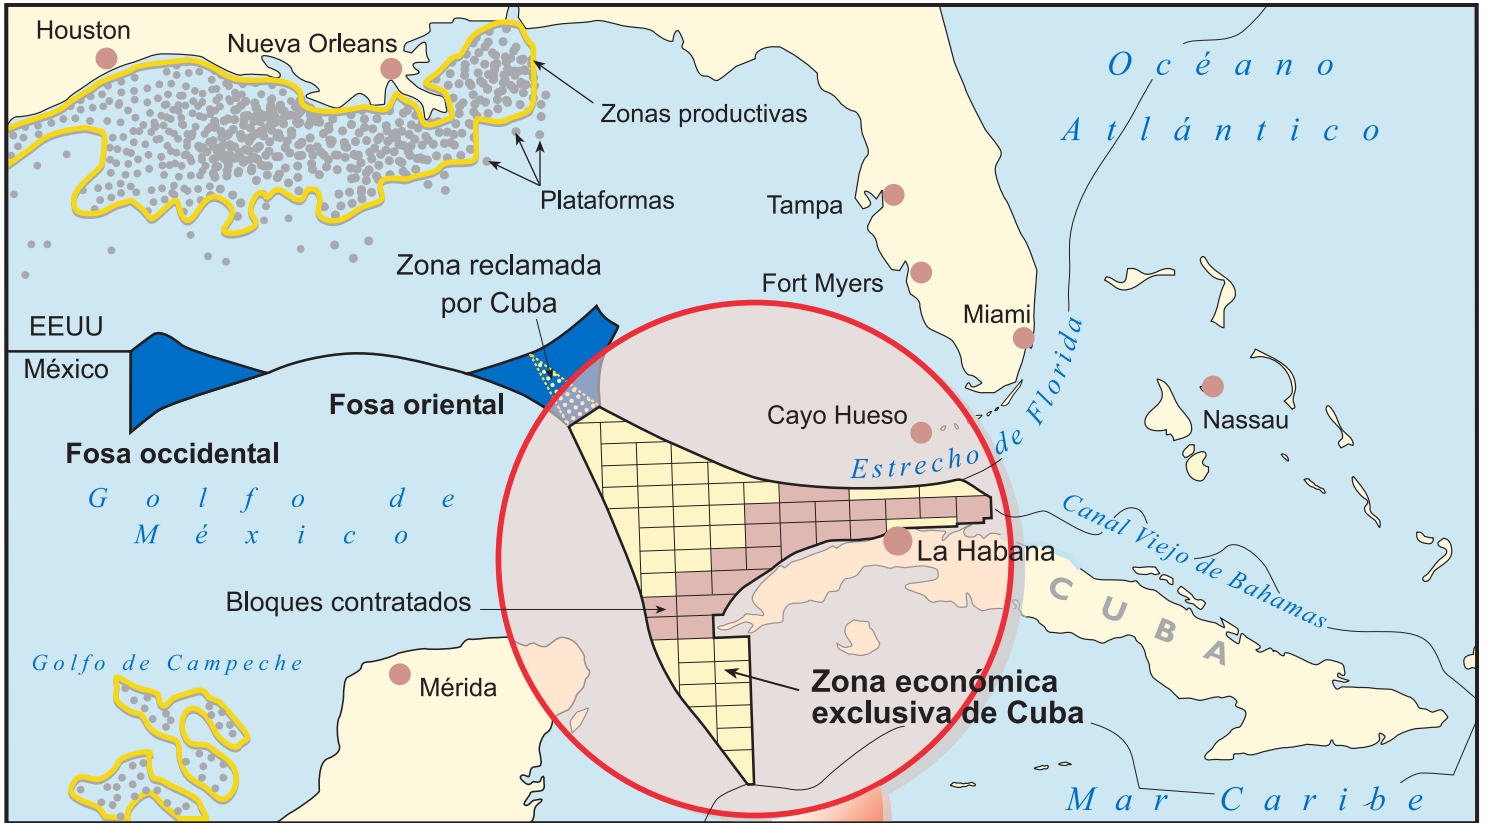 Houston
Nueva Orleans
Zonas productivas
Plataformas
Océano
Atlántico
Tampa
Fort Myers
Miami
Zona reclamada
por Cuba
EEUU
México
Fosa oriental
Fosa occidental
Golfo de
México
Cayo Hueso
Estrecho de Florida
Nassau
Canal Viejo de Bahamas
La Habana
CUBA
Bloques contratados
Golfo de Campeche
Mérida
Zona económica
exclusiva de Cuba
Mar Caribe